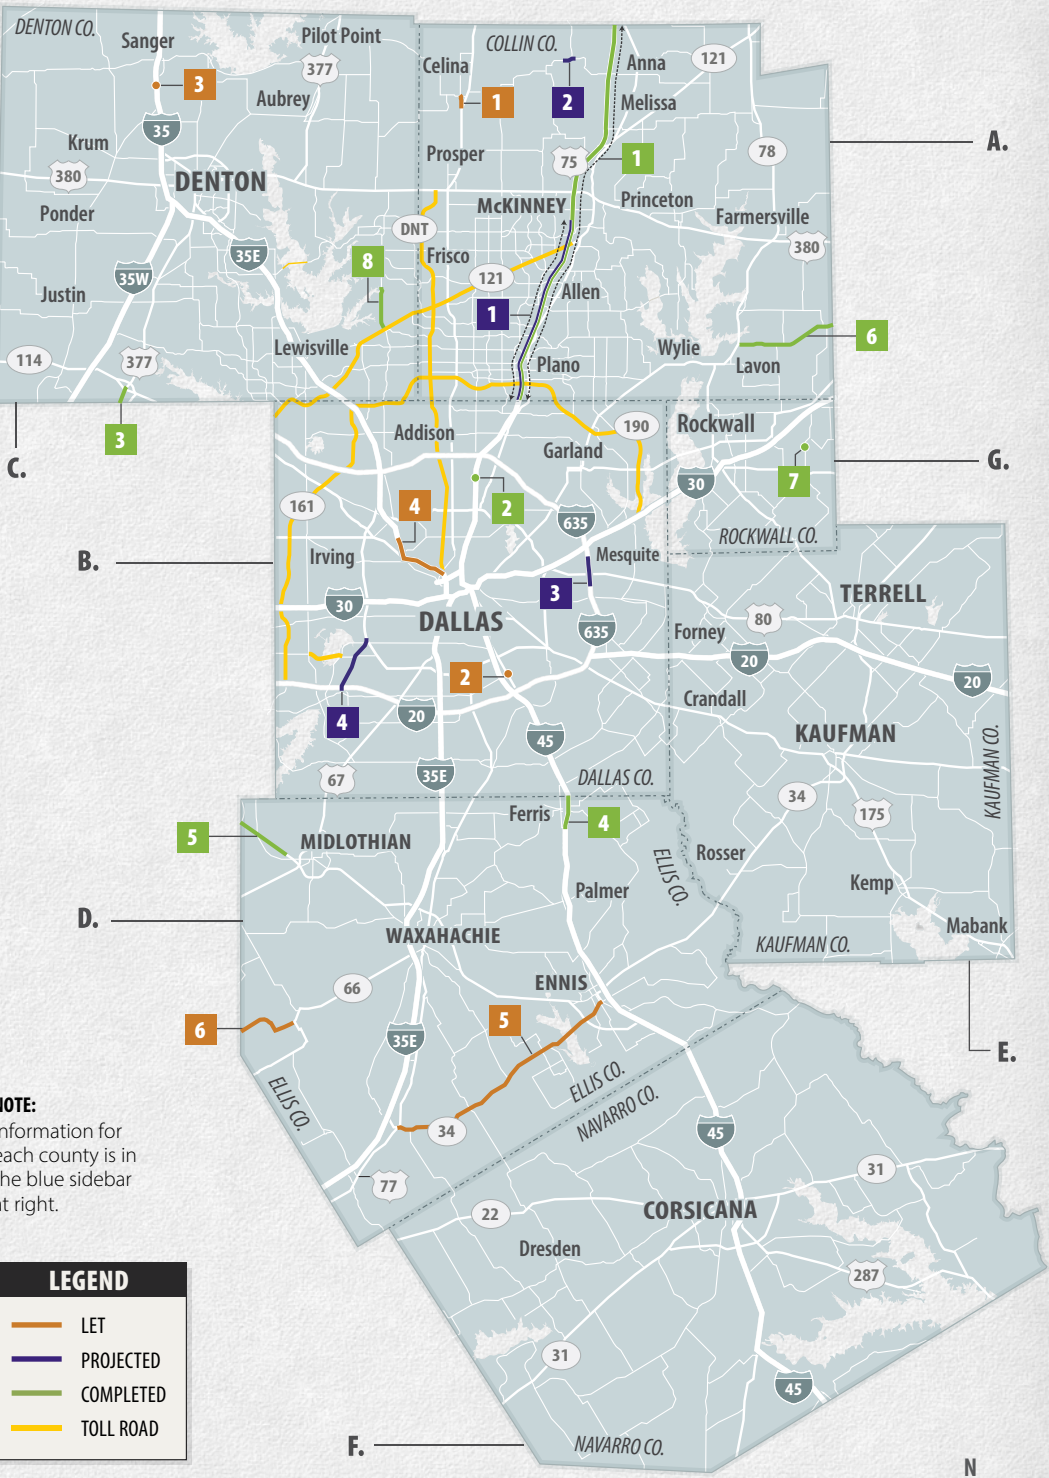 DENTON CO.
Sanger
Pilot Point
377
3
Aubrey
35
Krum
380
DENTON
Ponder
35E
35W
Justin
8
Lewisville
114
377
3
C.
COLLIN CO.
Celina
1
2
Anna
121
Melissa
Prosper
75
1
78
A.
McKINNEY
Princeton
Farmersville
DNT
380
Frisco
121
Allen
1
Wylie
6
Plano
Lavon
Addison
190
Rockwall
Garland
G.
30
7
161
4
2
635
ROCKWALL CO.
B.
Irving
Mesquite
3
TERRELL
30
DALLAS
635
80
Forney
20
2
20
Crandall
4
20
45
KAUFMAN
KAUFMAN CO.
67
35E
DALLAS CO.
34
175
Ferris
4
5
MIDLOTHIAN
ELLIS CO.
Rosser
Palmer
Kemp
D.
WAXAHACHIE
Mabank
KAUFMAN CO.
66
ENNIS
6
5
35E
E.
ELLIS CO.
ELLIS CO.
NAVARRO CO.
34
45
77
31
22
CORSICANA
Dresden
287
31
45
F.
NAVARRO CO.
N
NOTE:
nformation for
each county is in
he blue sidebar
t right.
LEGEND
LET
PROJECTED
COMPLETED
TOLL ROAD